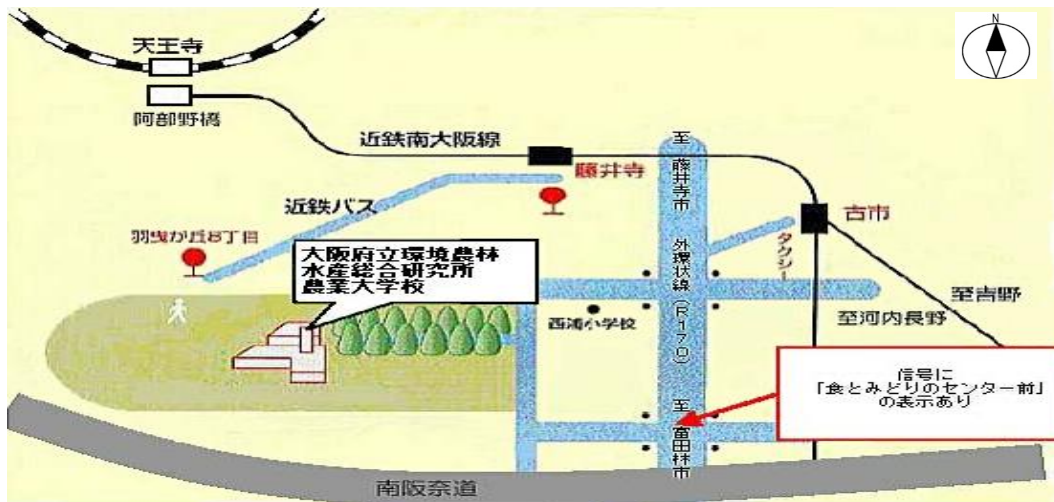 N
天王寺
阿部野橋
近鉄南大阪線
藤井寺
近鉄バス
羽曳が丘8丁目
大阪府立環境農林
水産総合研究所
農業大学校
至 藤井寺市
外環状線(R170)
至 富田林市
古市
タクシー
西浦小学校
至吉野
至河内長野
信号に
「食とみどりのセンター前」
の表示あり
南阪奈道